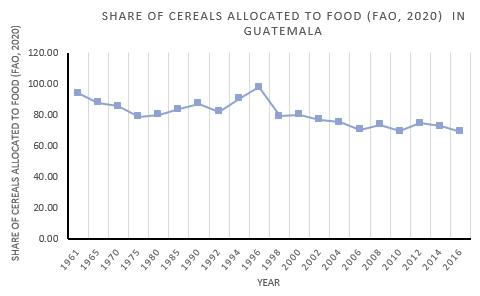 SHARE OF CEREALS ALLOCATED TO FOOD (FAO, 2020) IN
GUATEMALA
SHARE OF CEREALS ALLOCATED TO FOOD (FAO, 2020)
120.00
100.00
80.00
60.00
40.00
20.00
0.00
1961 1965 1970 1975 1980 1985 1990 1992 1994 1996 1998 2000 2002 2004 2006 2008 2010 2012 2014 2016
YEAR